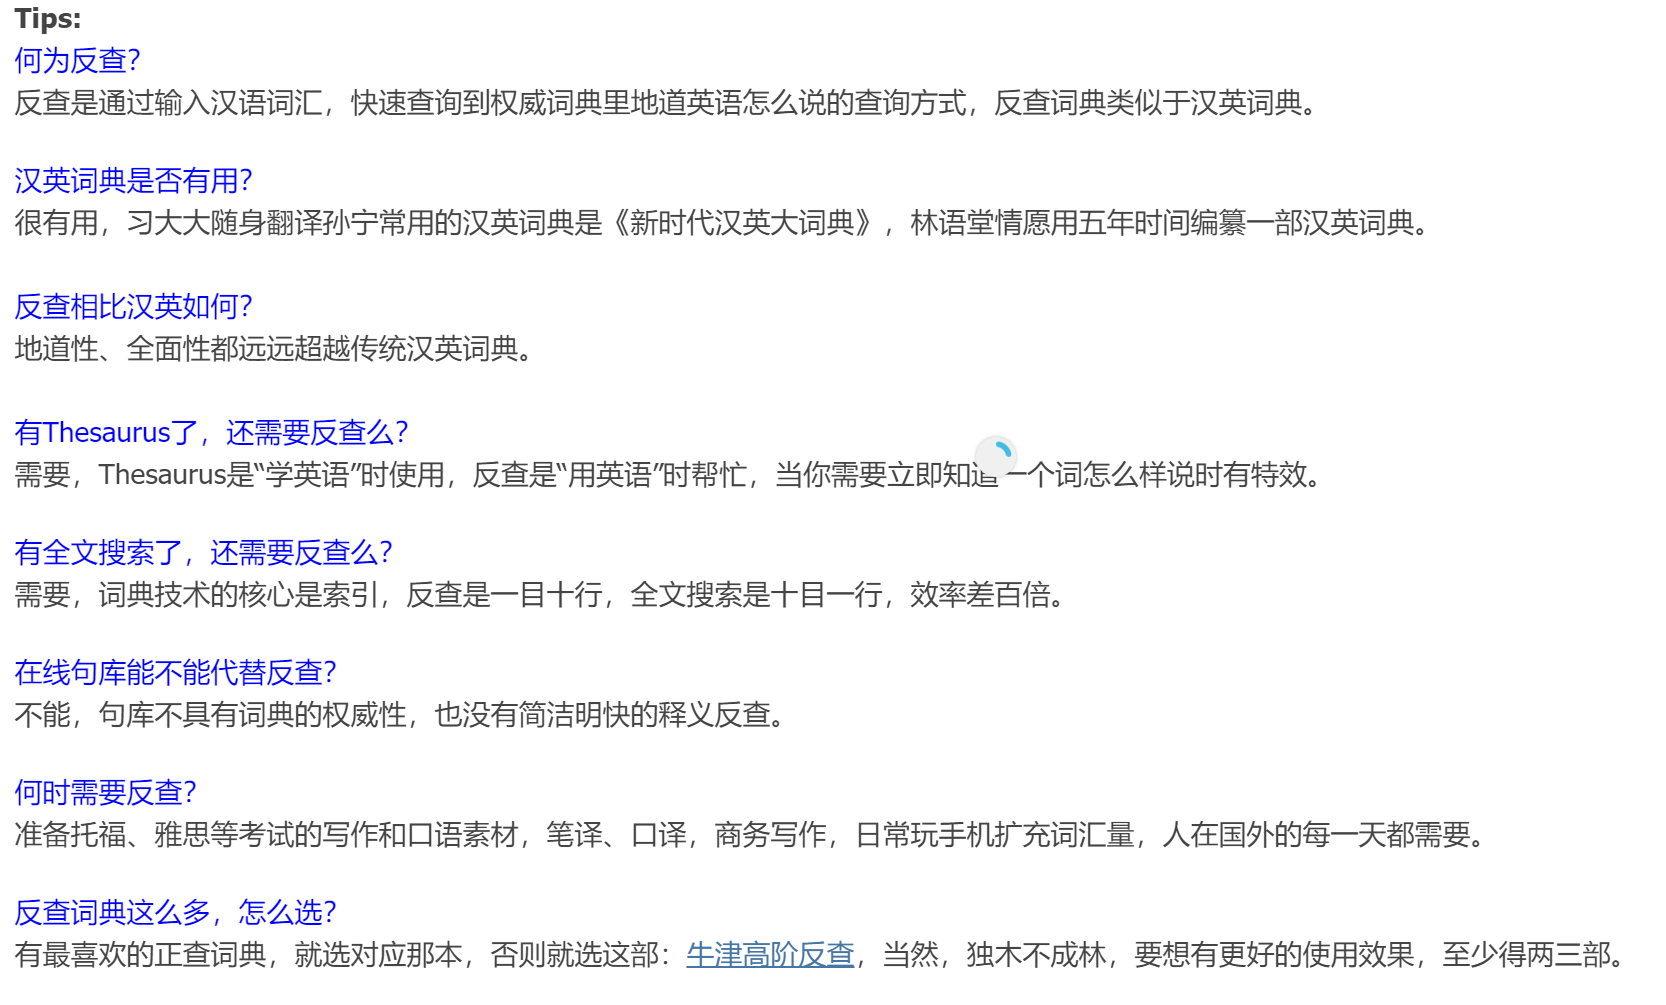 Tips:
何为反查？
反查是通过输入汉语词汇，快速查询到权威词典里地道英语怎么说的查询方式，反查词典类似于汉英词典。
汉英词典是否有用？
很有用，习大大随身翻译孙宁常用的汉英词典是《新时代汉英大词典》，林语堂情愿用五年时间编纂一部汉英词典。
反查相比汉英如何？
地道性、全面性都远远超越传统汉英词典。
有Thesaurus了，还需要反查么？
需要，Thesaurus是“学英语”时使用，反查是“用英语”时帮忙，当你需要立即知道一个词怎么样说时有特效。
有全文搜索了，还需要反查么？
需要，词典技术的核心是索引，反查是一目十行，全文搜索是十目一行，效率差百倍。
在线句库能不能代替反查？
不能，句库不具有词典的权威性，也没有简洁明快的释义反查。
何时需要反查？
准备托福、雅思等考试的写作和口语素材，笔译、口译，商务写作，日常玩手机扩充词汇量，人在国外的每一天都需要。
反查词典这么多，怎么选？
有最喜欢的正查词典，就选对应那本，否则就选这部：牛津高阶反查，当然，独木不成林，要想有更好的使用效果，至少得两三部。